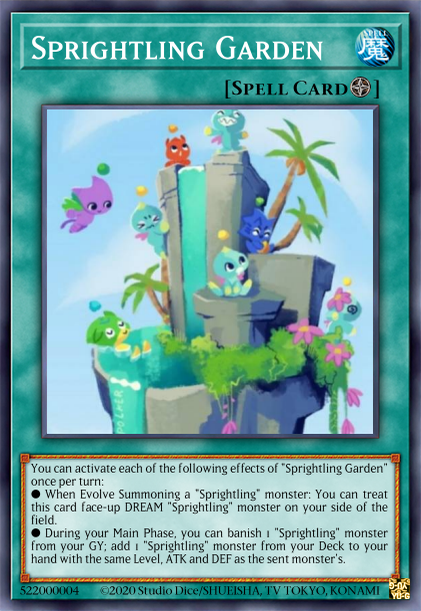 Sprightling Garden
SPELL
魔
[Spell Card]
You can activate each of the following effects of "Sprightling Garden"
once per turn:
● When Evolve Summoning a "Sprightling" monster: You can treat
this card face-up DREAM "Sprightling" monster on your side of the
field.
● During your Main Phase, you can banish 1 "Sprightling" monster
from your GY; add 1 "Sprightling" monster from your Deck to your
hand with the same Level, ATK and DEF as the sent monster's.
522000004 ©2020 Studio Dice/SHUEISHA, TV TOKYO, KONAMI